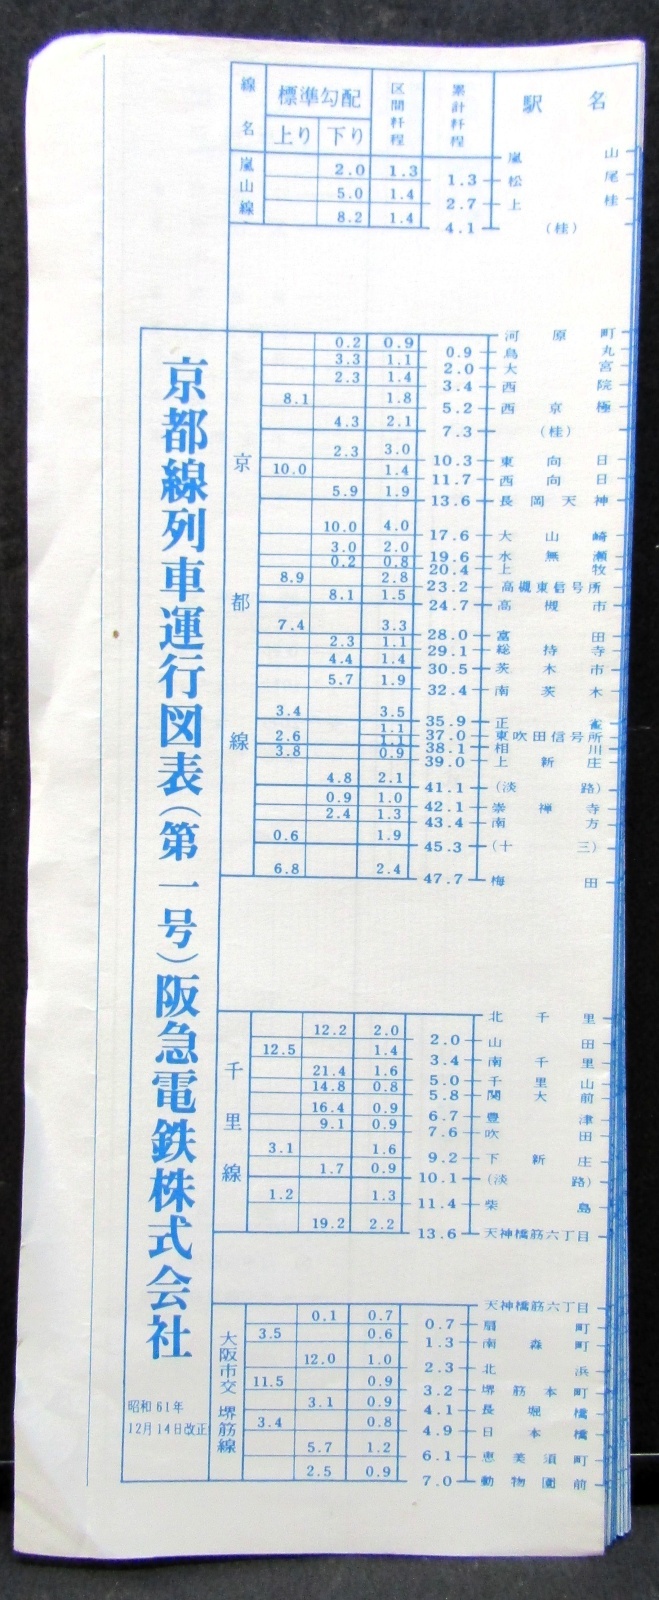 線名 標準勾配 区間粁程 累計粁程 駅名
上り 下り
嵐山線
嵐山
2.0 1.3
1.3 松尾
5.0 1.4
2.7 上桂
8.2 1.4
4.1 (桂)
京都線列車運行図表(第一号)阪急電鉄株式会社
京都線
河原町
0.2 0.9
0.9 烏丸
3.3 1.1
2.0 大宮
2.3 1.4
3.4 西院
8.1 1.8
5.2 西京極
4.3 2.1
7.3 (桂)
2.3 3.0
10.3 東向日
10.0 1.4
11.7 西向日
5.9 1.9
13.6 長岡天神
10.0 4.0
17.6 大山崎
3.0 2.0
19.6 水無瀬
0.2 0.8
20.4 上牧
8.9 2.8
23.2 高槻東信号所
8.1 1.5
24.7 高槻市
7.4 3.3
28.0 富田
2.3 1.1
29.1 総持寺
4.4 1.4
30.5 茨木市
5.7 1.9
32.4 南茨木
3.4 3.5
35.9 正雀
1.1
37.0 東吹田信号所
2.6 1.1
38.1 相川
3.8 0.9
39.0 上新庄
4.8 2.1
41.1 (淡路)
0.9 1.0
42.1 崇禅寺
2.4 1.3
43.4 南方
0.6 1.9
45.3 (十三)
6.8 2.4
47.7 梅田
千里線
北千里
12.2 2.0
2.0 山田
12.5 1.4
3.4 南千里
21.4 1.6
5.0 千里山
14.8 0.8
5.8 関大前
16.4 0.9
6.7 豊津
9.1 0.9
7.6 吹田
3.1 1.6
9.2 下新庄
1.7 0.9
10.1 (淡路)
1.2 1.3
11.4 柴島
19.2 2.2
13.6 天神橋筋六丁目
大阪市交 堺筋線
天神橋筋六丁目
0.1 0.7
0.7 扇町
3.5 0.6
1.3 南森町
12.0 1.0
2.3 北浜
11.5 0.9
3.2 堺筋本町
3.1 0.9
4.1 長堀橋
3.4 0.8
4.9 日本橋
5.7 1.2
6.1 恵美須町
2.5 0.9
7.0 動物園前
昭和61年
12月14日改正